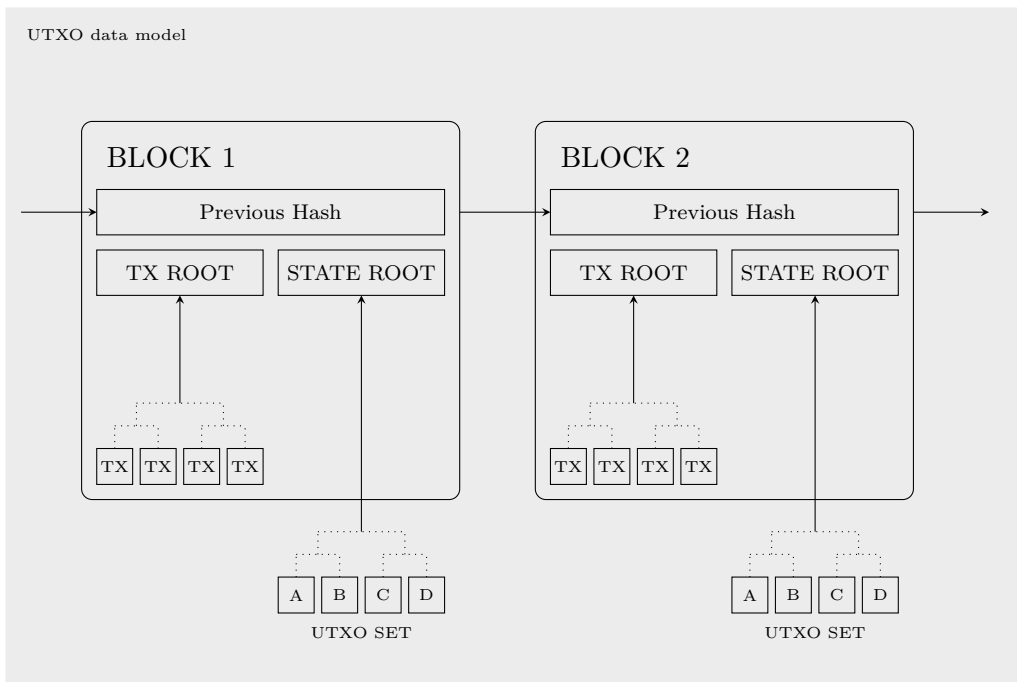 UTXO data model
BLOCK 1
Previous Hash
TX ROOT
STATE ROOT
TX TX TX TX
A B C D
UTXO SET
BLOCK 2
Previous Hash
TX ROOT
STATE ROOT
TX TX TX TX
A B C D
UTXO SET